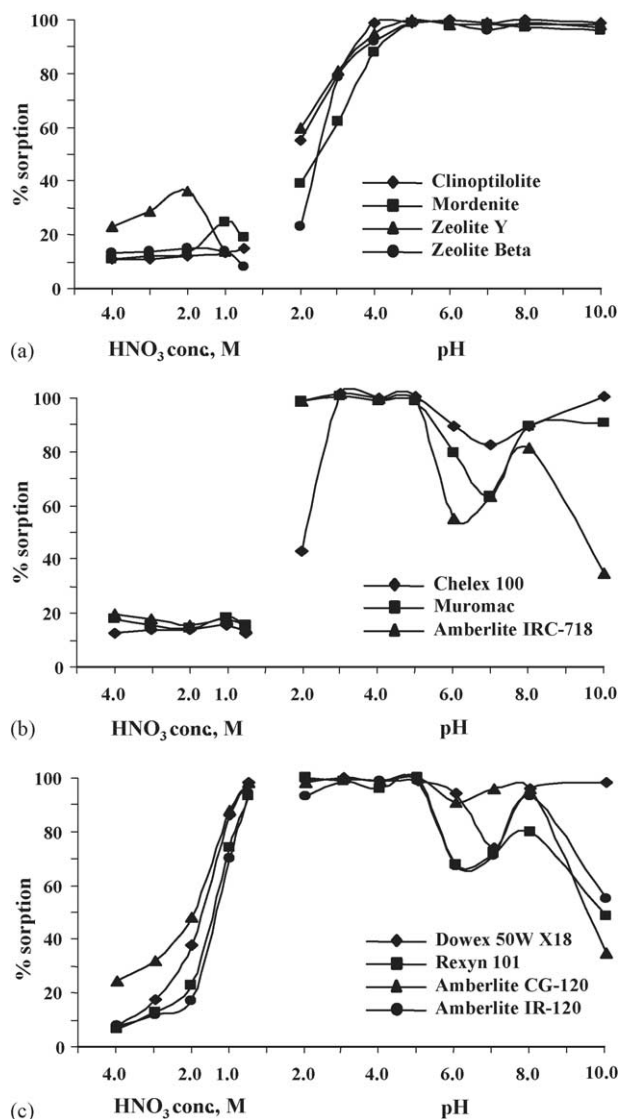 100
80
60
40
20
0
% sorption
Clinoptilolite
Mordenite
Zeolite Y
Zeolite Beta
4.0 2.0 1.0 2.0 4.0 6.0 8.0 10.0
(a) HNO3 conc., M pH
100
80
60
40
20
0
% sorption
Chelex 100
Muromac
Amberlite IRC-718
4.0 2.0 1.0 2.0 4.0 6.0 8.0 10.0
(b) HNO3 conc., M pH
100
80
60
40
20
0
% sorption
Dowex 50W X18
Rexyn 101
Amberlite CG-120
Amberlite IR-120
4.0 2.0 1.0 2.0 4.0 6.0 8.0 10.0
(c) HNO3 conc., M pH